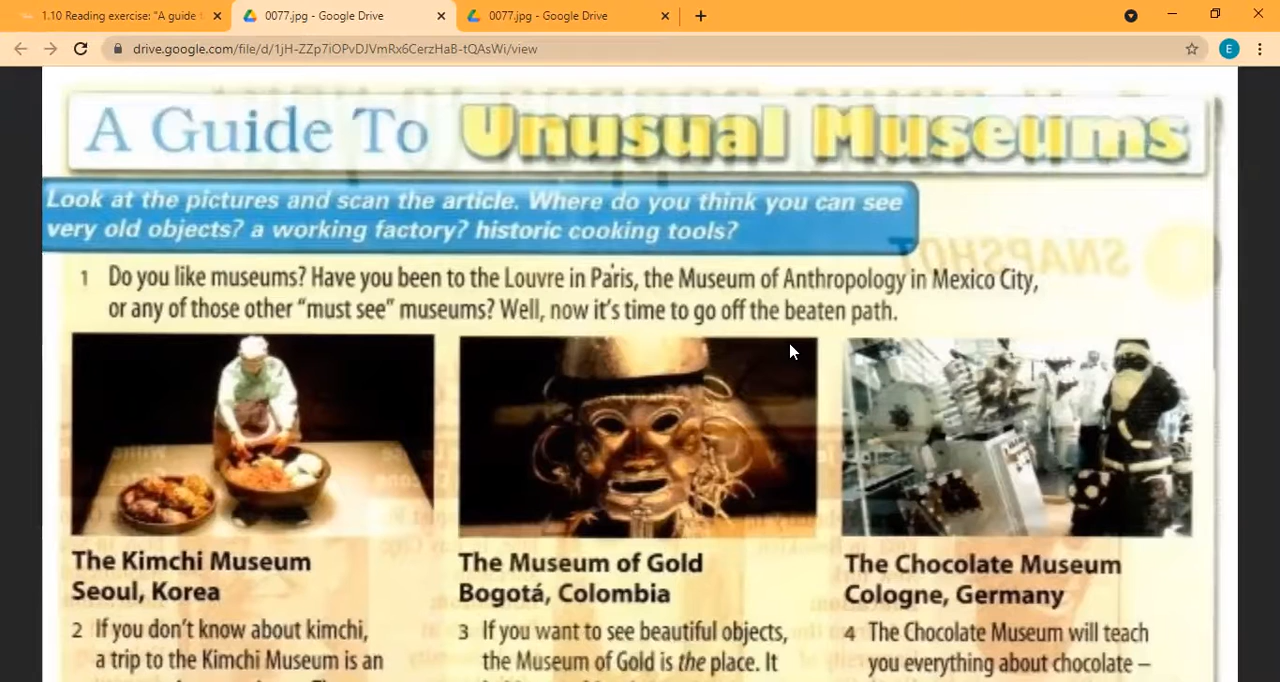 1.10 Reading exercise: "A guide
0077.jpg - Google Drive
0077.jpg - Google Drive
drive.google.com/file/d/1jH-ZZp7iOPvDJVmRx6CerzHaB-tQAsWi/view
E
A Guide To Unusual Museums
Look at the pictures and scan the article. Where do you think you can see
very old objects? a working factory? historic cooking tools?
SNAPSHOT
1 Do you like museums? Have you been to the Louvre in Paris, the Museum of Anthropology in Mexico City,
or any of those other "must see" museums? Well, now it's time to go off the beaten path.
The Kimchi Museum
Seoul, Korea
2 If you don't know about kimchi,
a trip to the Kimchi Museum is an
The Museum of Gold
Bogotá, Colombia
3 If you want to see beautiful objects,
the Museum of Gold is the place. It
The Chocolate Museum
Cologne, Germany
4 The Chocolate Museum will teach
you everything about chocolate –